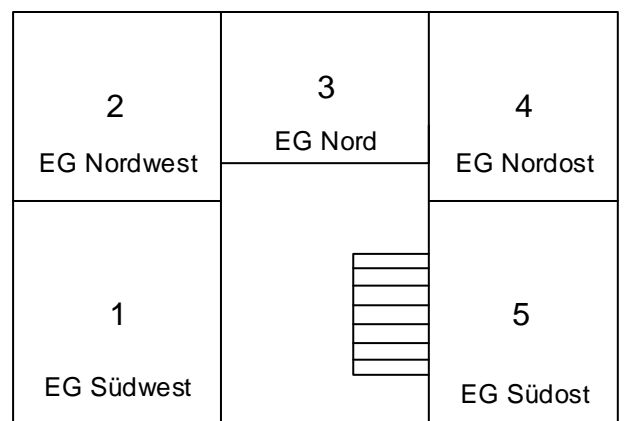 2
EG Nordwest
3
EG Nord
4
EG Nordost
1
EG Südwest
5
EG Südost